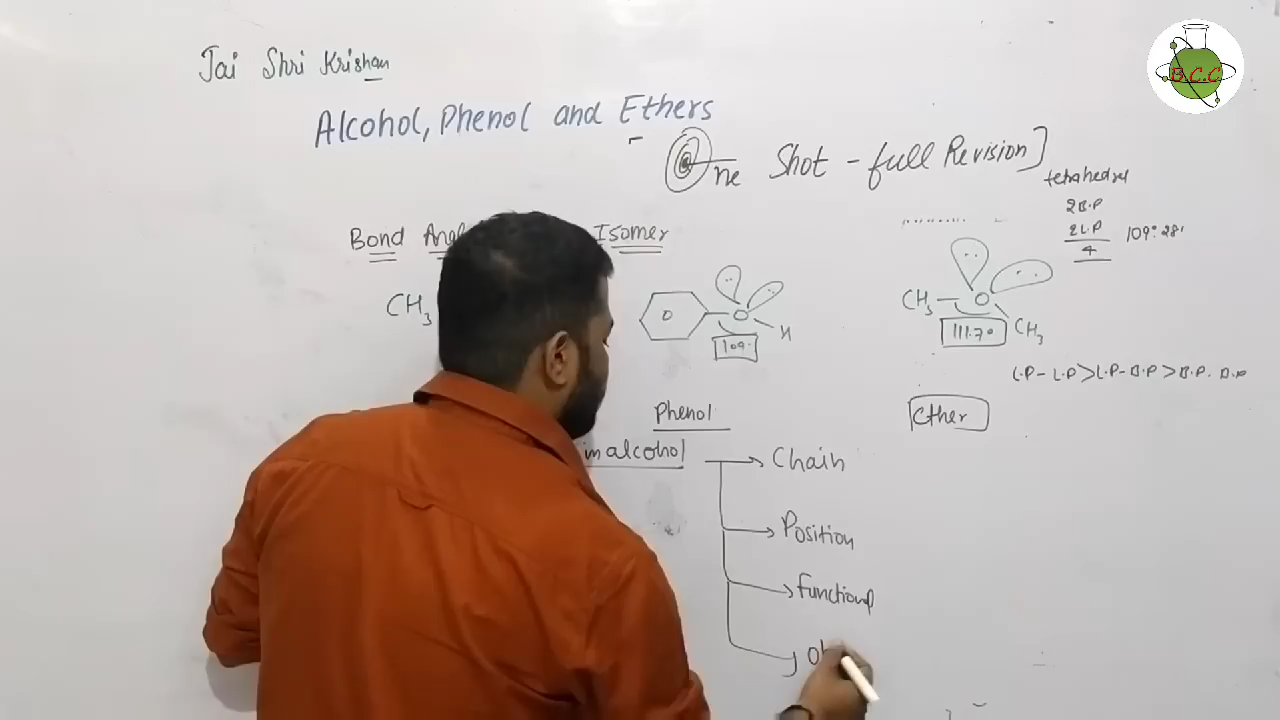 Jai Shri Krishan
B.C.C
Alcohol, Phenol and Ethers
One Shot - full Revision]
tetrahedral
2B.P
2L.P
4
109° 28'
Bond
Isomer
CH3
O
H
109°
CH3 - O
CH3
111.7°
L.P - L.P > L.P - B.P > B.P. B.P
Phenol
Ether
in alcohol
Chain
Position
Functional